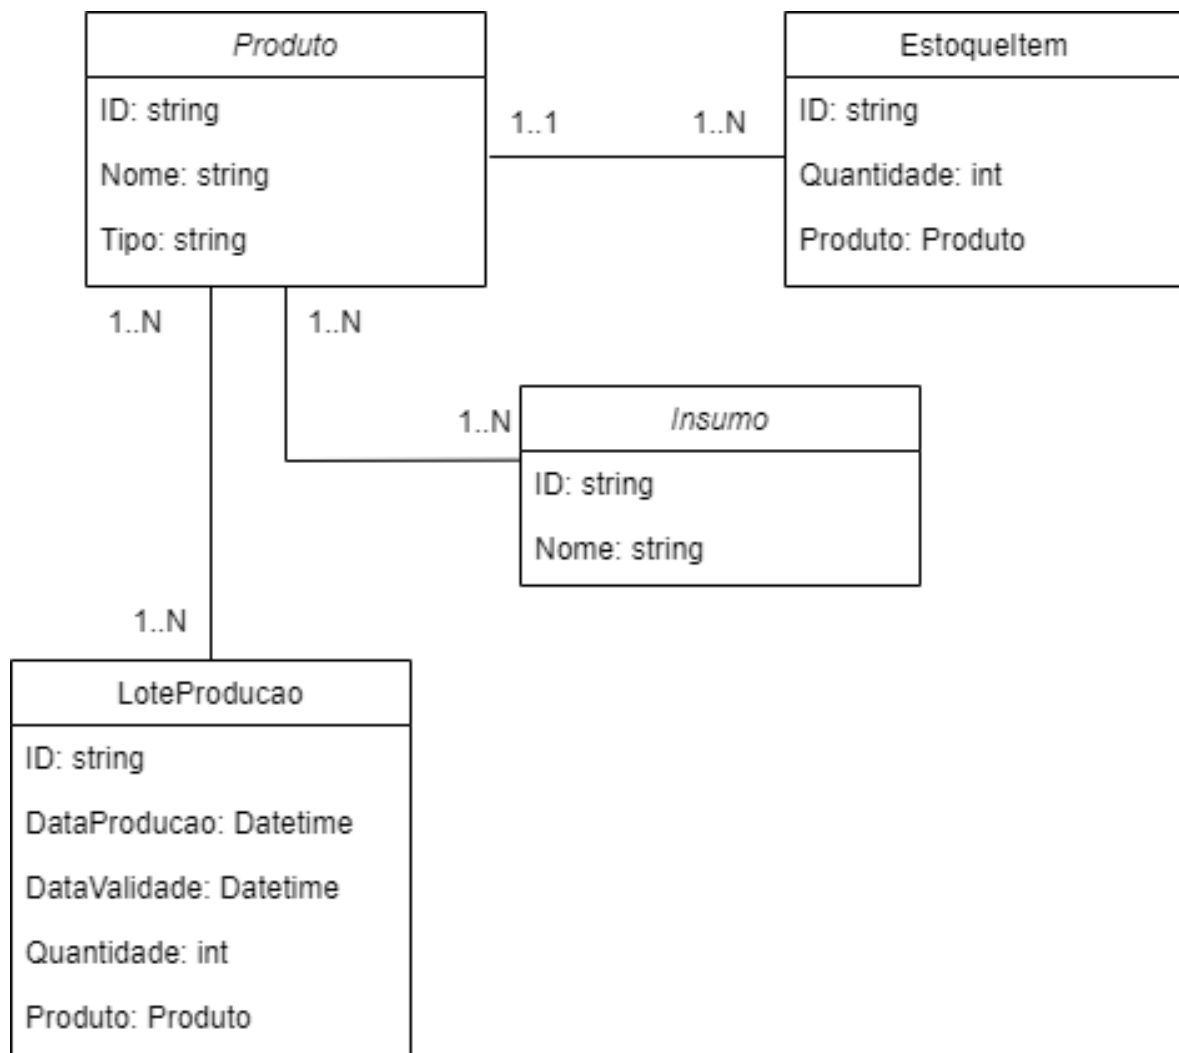 Produto
ID: string
Nome: string
Tipo: string
1..1
1..N
EstoqueItem
ID: string
Quantidade: int
Produto: Produto
1..N
1..N
1..N
Insumo
ID: string
Nome: string
1..N
LoteProducao
ID: string
DataProducao: Datetime
DataValidade: Datetime
Quantidade: int
Produto: Produto